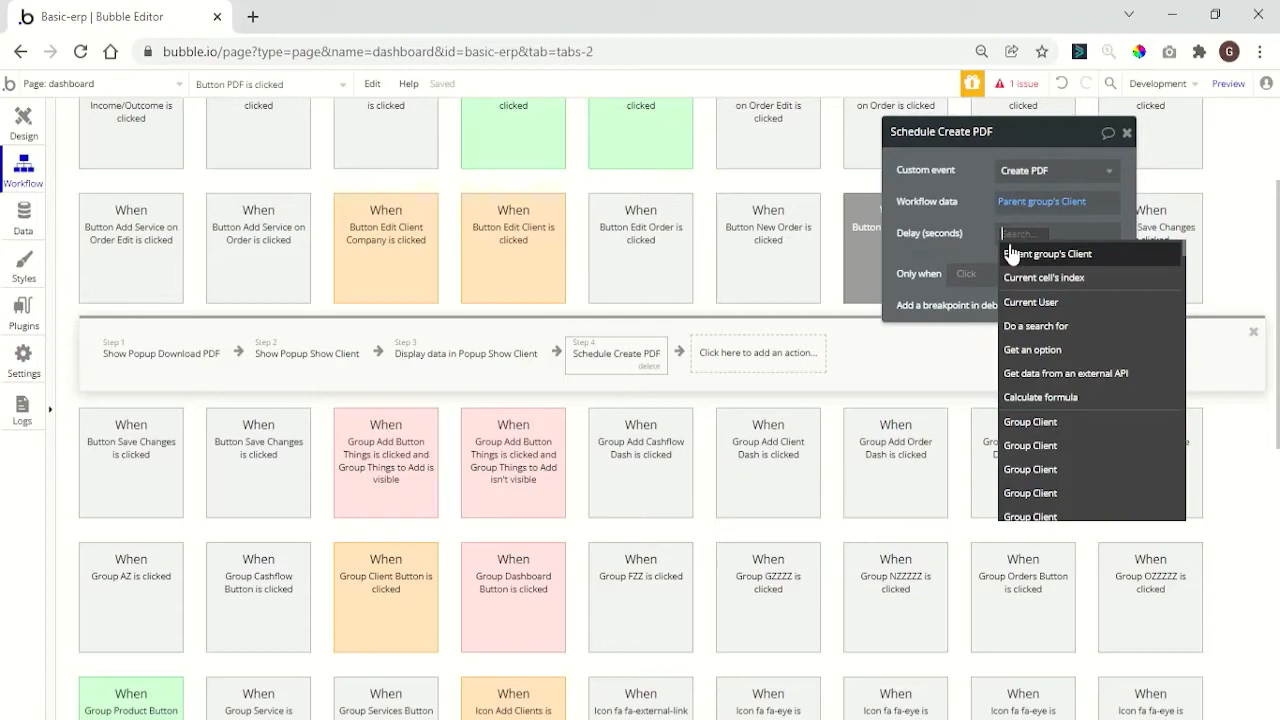 Basic-erp | Bubble Editor
bubble.io/page?type=page&name=dashboard&id=basic-erp&tab=tabs-2
G
Page: dashboard
Button PDF is clicked
Edit
Help
Saved
1 issue
Development
Preview
Design
Workflow
Data
Styles
Plugins
Settings
Logs
Income/Outcome is
clicked
clicked
is clicked
clicked
clicked
on Order Edit is
clicked
on Order is clicked
clicked
clicked
Schedule Create PDF
Custom event
Create PDF
Workflow data
Parent group's Client
Delay (seconds)
Search...
Only when
Click
Add a breakpoint in deb
group's Client
Current cell's index
Current User
Do a search for
Get an option
Get data from an external API
Calculate formula
Group Client
Group Client
Group Client
Group Client
Group Client
When
Button Add Service on
Order Edit is clicked
When
Button Add Service on
Order is clicked
When
Button Edit Client
Company is clicked
When
Button Edit Client is
clicked
When
Button Edit Order is
clicked
When
Button New Order is
clicked
Button
When
Save Changes
clicked
Step 1
Show Popup Download PDF
Step 2
Show Popup Show Client
Step 3
Display data in Popup Show Client
Step 4
Schedule Create PDF
delete
Click here to add an action...
When
Button Save Changes
is clicked
When
Button Save Changes
is clicked
When
Group Add Button
Things is clicked and
Group Things to Add is
visible
When
Group Add Button
Things is clicked and
Group Things to Add
isn't visible
When
Group Add Cashflow
Dash is clicked
When
Group Add Client
Dash is clicked
When
Group Add Order
Dash is clicked
When
Group AZ is clicked
When
Group Cashflow
Button is clicked
When
Group Client Button is
clicked
When
Group Dashboard
Button is clicked
When
Group FZZ is clicked
When
Group GZZZZ is
clicked
When
Group NZZZZZ is
clicked
When
Group Orders Button
is clicked
When
Group OZZZZZ is
clicked
When
Group Product Button
When
Group Service is
When
Group Services Button
When
Icon Add Clients is
When
Icon fa fa-external-link
When
Icon fa fa-eye is
When
Icon fa fa-eye is
When
Icon fa fa-eye is
When
Icon fa fa-eye is